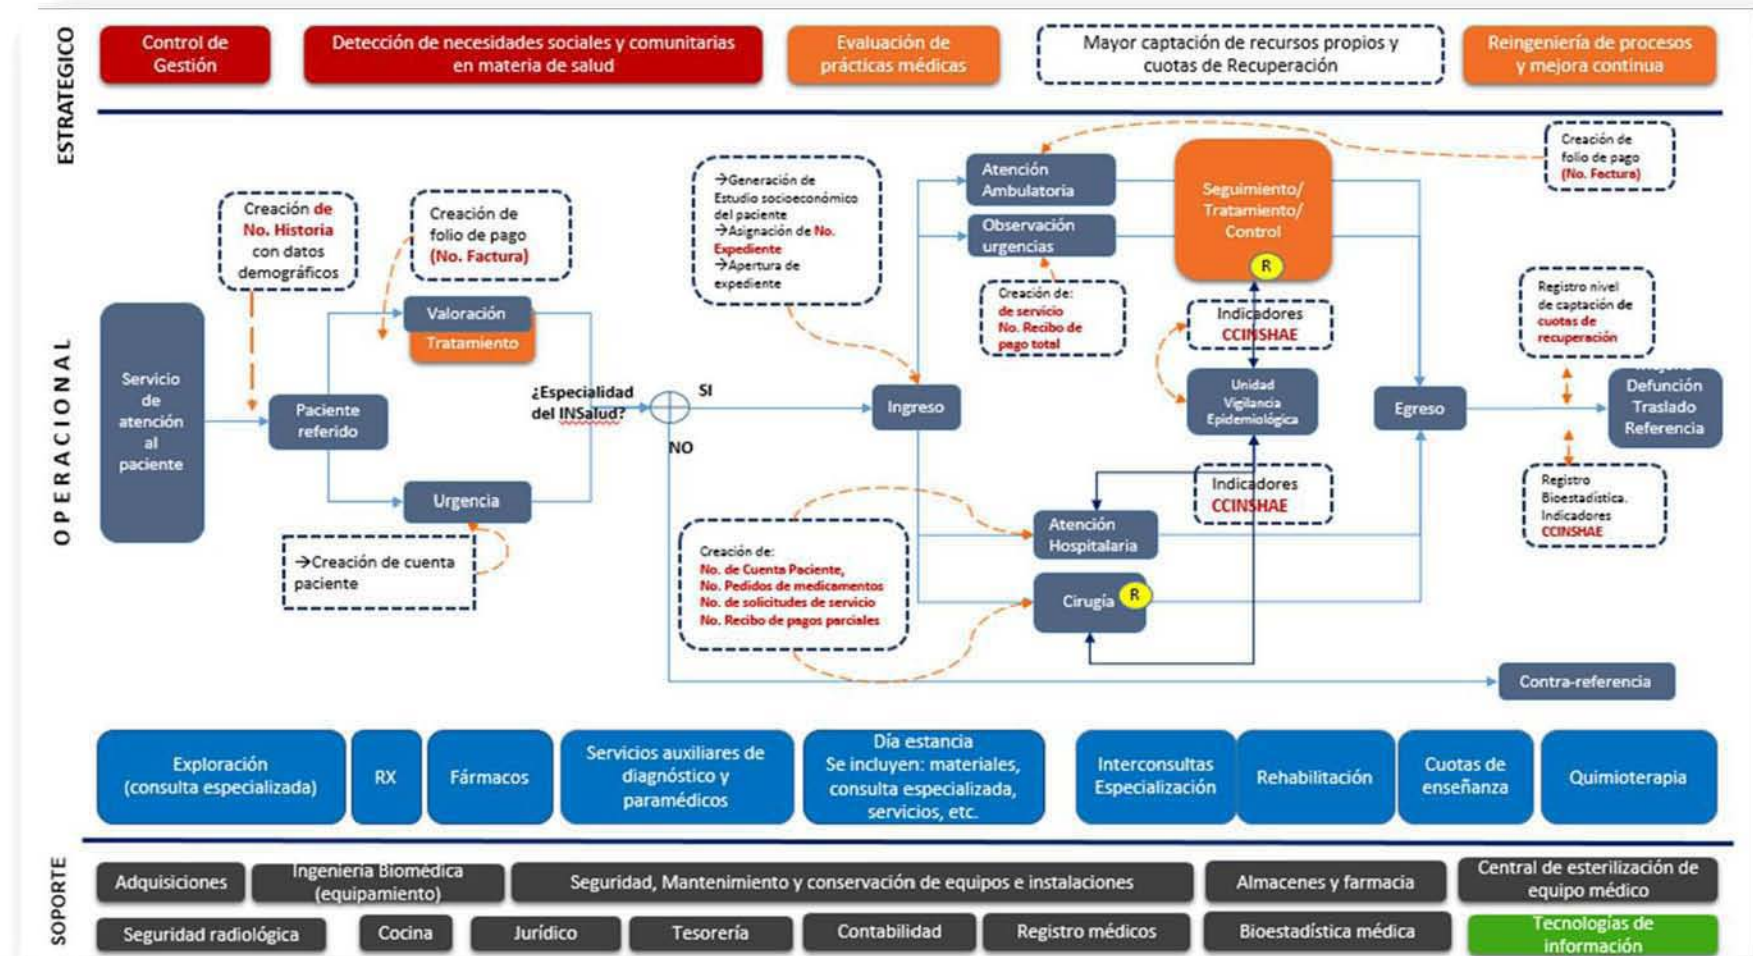 ESTRATEGICO
Control de
Gestión
Detección de necesidades sociales y comunitarias
en materia de salud
Evaluación de
prácticas médicas
Mayor captación de recursos propios y
cuotas de Recuperación
Reingeniería de procesos
y mejora continua
OPERACIONAL
Servicio
de
atención
al
paciente
Creación de
No. Historia
con datos
demográficos
Paciente
referido
Creación de
folio de pago
(No. Factura)
Valoración
Tratamiento
Urgencia
→Creación de cuenta
paciente
¿Especialidad
del INSalud?
SI
NO
→Generación de
Estudio socioeconómico
del paciente
→Asignación de No.
Expediente
→Apertura de
expediente
Ingreso
Atención
Ambulatoria
Observación
urgencias
Creación de:
de servicio
No. Recibo de
pago total
Creación de:
No. de Cuenta Paciente,
No. Pedidos de medicamentos
No. de solicitudes de servicio
No. Recibo de pagos parciales
Atención
Hospitalaria
Cirugía
R
Seguimiento/
Tratamiento/
Control
R
Indicadores
CCINSHAE
Unidad
Vigilancia
Epidemiológica
Indicadores
CCINSHAE
Creación de
folio de pago
(No. Factura)
Egreso
Registro nivel
de captación de
cuotas de
recuperación
Defunción
Traslado
Referencia
Registro
Bioestadística.
Indicadores
CCINSHAE
Contra-referencia
Exploración
(consulta especializada)
RX
Fármacos
Servicios auxiliares de
diagnóstico y
paramédicos
Día estancia
Se incluyen: materiales,
consulta especializada,
servicios, etc.
Interconsultas
Especialización
Rehabilitación
Cuotas de
enseñanza
Quimioterapia
SOPORTE
Adquisiciones
Ingeniería Biomédica
(equipamiento)
Seguridad, Mantenimiento y conservación de equipos e instalaciones
Almacenes y farmacia
Central de esterilización de
equipo médico
Seguridad radiológica
Cocina
Jurídico
Tesorería
Contabilidad
Registro médicos
Bioestadística médica
Tecnologías de
información